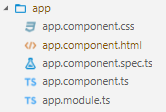 app
app.component.css
app.component.html
app.component.spec.ts
TS app.component.ts
TS app.module.ts